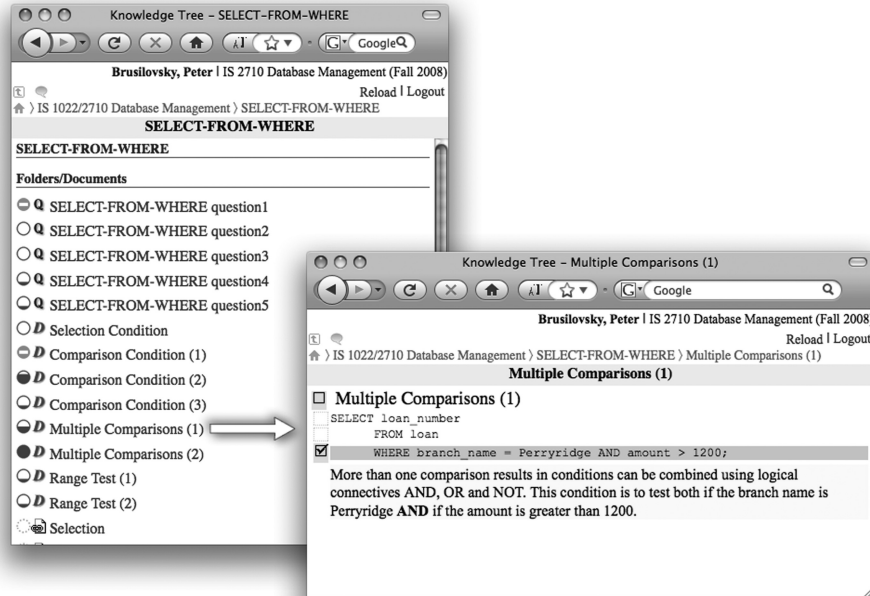 Knowledge Tree – SELECT-FROM-WHERE
Google
Brusilovsky, Peter | IS 2710 Database Management (Fall 2008)
Reload | Logout
⟩ IS 1022/2710 Database Management ⟩ SELECT-FROM-WHERE
SELECT-FROM-WHERE
SELECT-FROM-WHERE
Folders/Documents
Q SELECT-FROM-WHERE question1
Q SELECT-FROM-WHERE question2
Q SELECT-FROM-WHERE question3
Q SELECT-FROM-WHERE question4
Q SELECT-FROM-WHERE question5
D Selection Condition
D Comparison Condition (1)
D Comparison Condition (2)
D Comparison Condition (3)
D Multiple Comparisons (1)
D Multiple Comparisons (2)
D Range Test (1)
D Range Test (2)
Selection
Knowledge Tree – Multiple Comparisons (1)
G Google
Brusilovsky, Peter | IS 2710 Database Management (Fall 2008
Reload | Logout
⟩ IS 1022/2710 Database Management ⟩ SELECT-FROM-WHERE ⟩ Multiple Comparisons (1)
Multiple Comparisons (1)
Multiple Comparisons (1)
SELECT loan_number
FROM loan
WHERE branch_name = Perryridge AND amount > 1200;
More than one comparison results in conditions can be combined using logical
connectives AND, OR and NOT. This condition is to test both if the branch name is
Perryridge AND if the amount is greater than 1200.